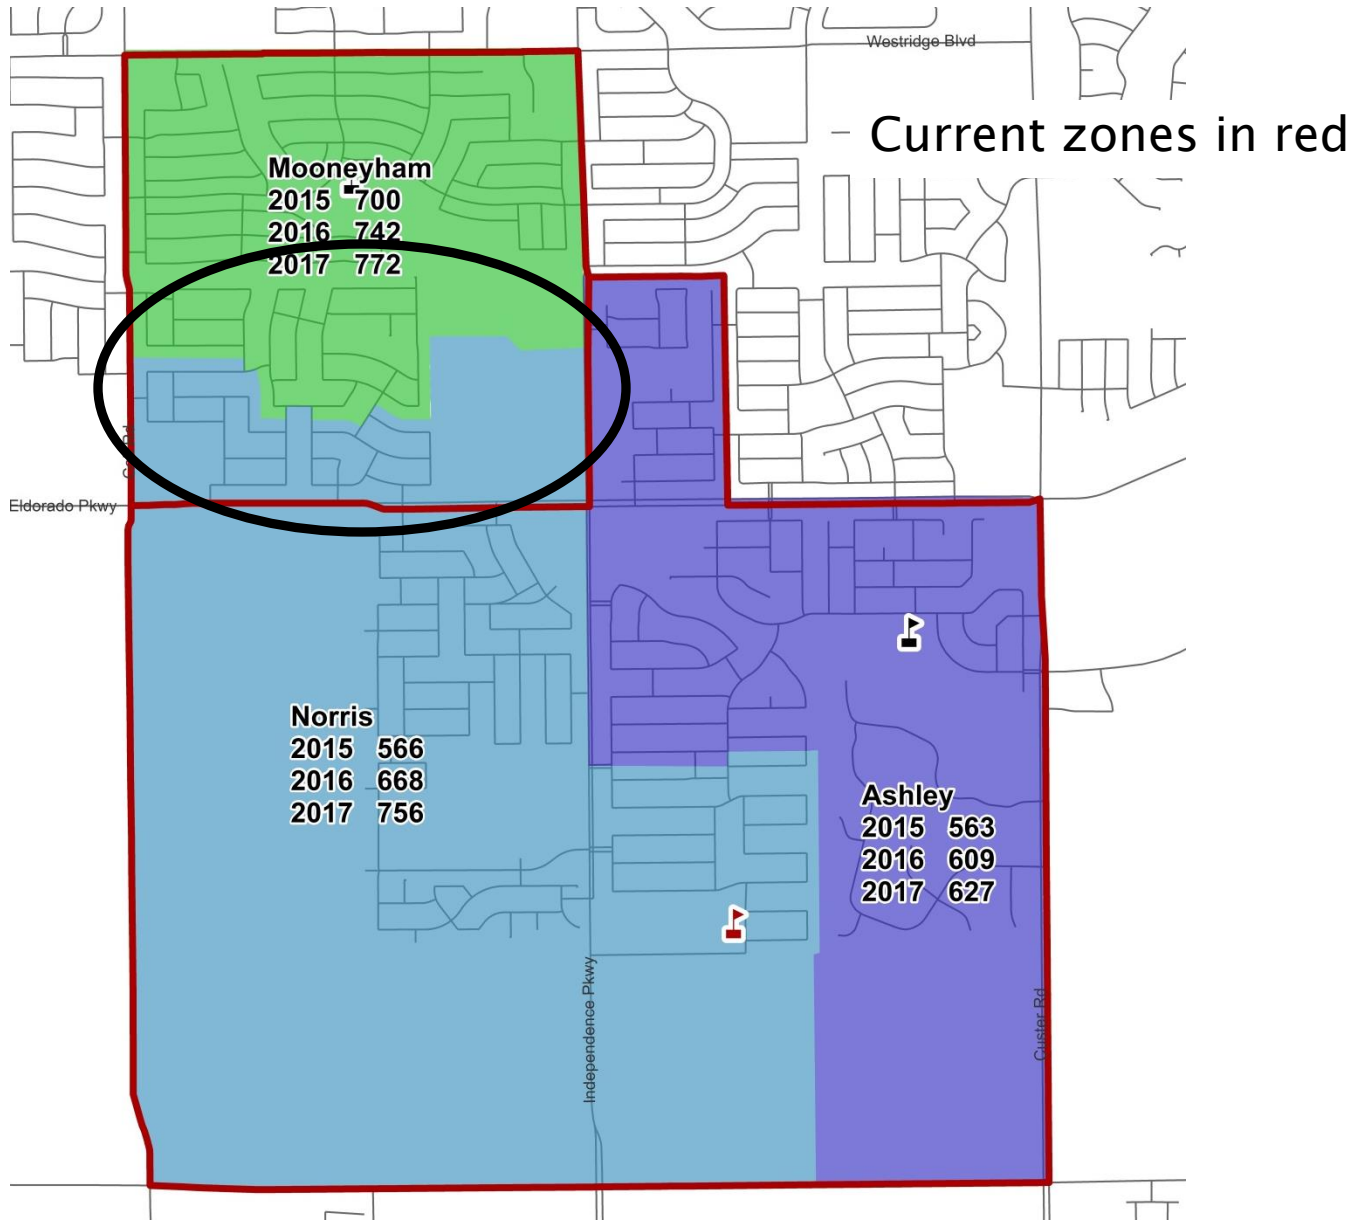 Westridge Blvd
Current zones in red
Mooneyham
2015 700
2016 742
2017 772
Eldorado Pkwy
Norris
2015 566
2016 668
2017 756
Ashley
2015 563
2016 609
2017 627
Independence Pkwy
Custer Rd